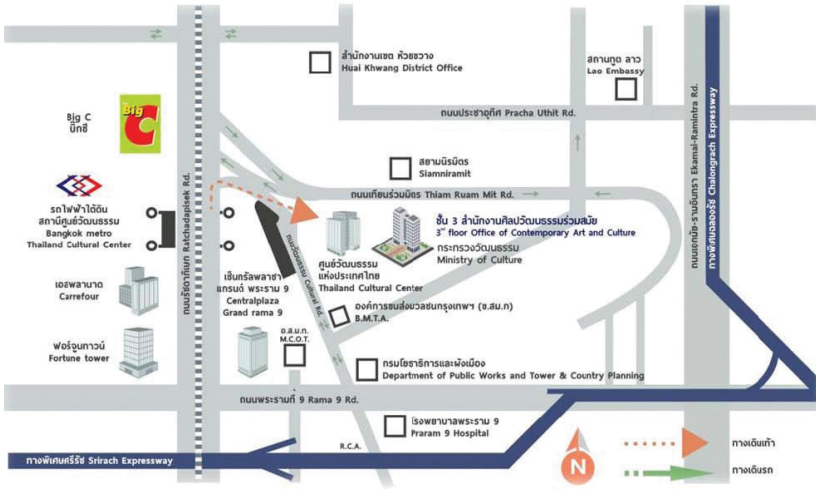 สำนักงานเขต ห้วยขวาง
Huai Khwang District Office
สถานทูต ลาว
Lao Embassy
Big C
บิ๊กซี
Big
C
ถนนประชาอุทิศ Pracha Uthit Rd.
สยามนิรมิต
Siamniramit
ถนนเทียมร่วมมิตร Thiam Ruam Mit Rd.
รถไฟฟ้าใต้ดิน
สถานีศูนย์วัฒนธรรม
Bangkok metro
Thailand Cultural Center
ถนนรัชดาภิเษก Ratchadapisek Rd.
ถนนวัฒนธรรม Cultural Rd.
ชั้น 3 สำนักงานศิลปวัฒนธรรมร่วมสมัย
3rd floor Office of Contemporary Art and Culture
กระทรวงวัฒนธรรม
Ministry of Culture
ศูนย์วัฒนธรรม
แห่งประเทศไทย
Thailand Cultural Center
ถนนเอกมัย-รามอินทรา Ekamai-Ramintra Rd.
ทางพิเศษฉลองรัช Chalongrach Expressway
เอสพลานาด
Carrefour
เซ็นทรัลพลาซา
แกรนด์ พระราม 9
Centralplaza
Grand rama 9
องค์การขนส่งมวลชนกรุงเทพฯ (ข.ส.ม.ก)
B.M.T.A.
ฟอร์จูนทาวน์
Fortune tower
อ.ส.ม.ท.
M.C.O.T.
กรมโยธาธิการและผังเมือง
Department of Public Works and Tower & Country Planning
ถนนพระรามที่ 9 Rama 9 Rd.
โรงพยาบาลพระราม 9
Praram 9 Hospital
R.C.A.
ทางพิเศษศรีรัช Srirach Expressway
N
ทางเดินเท้า
ทางเดินรถ